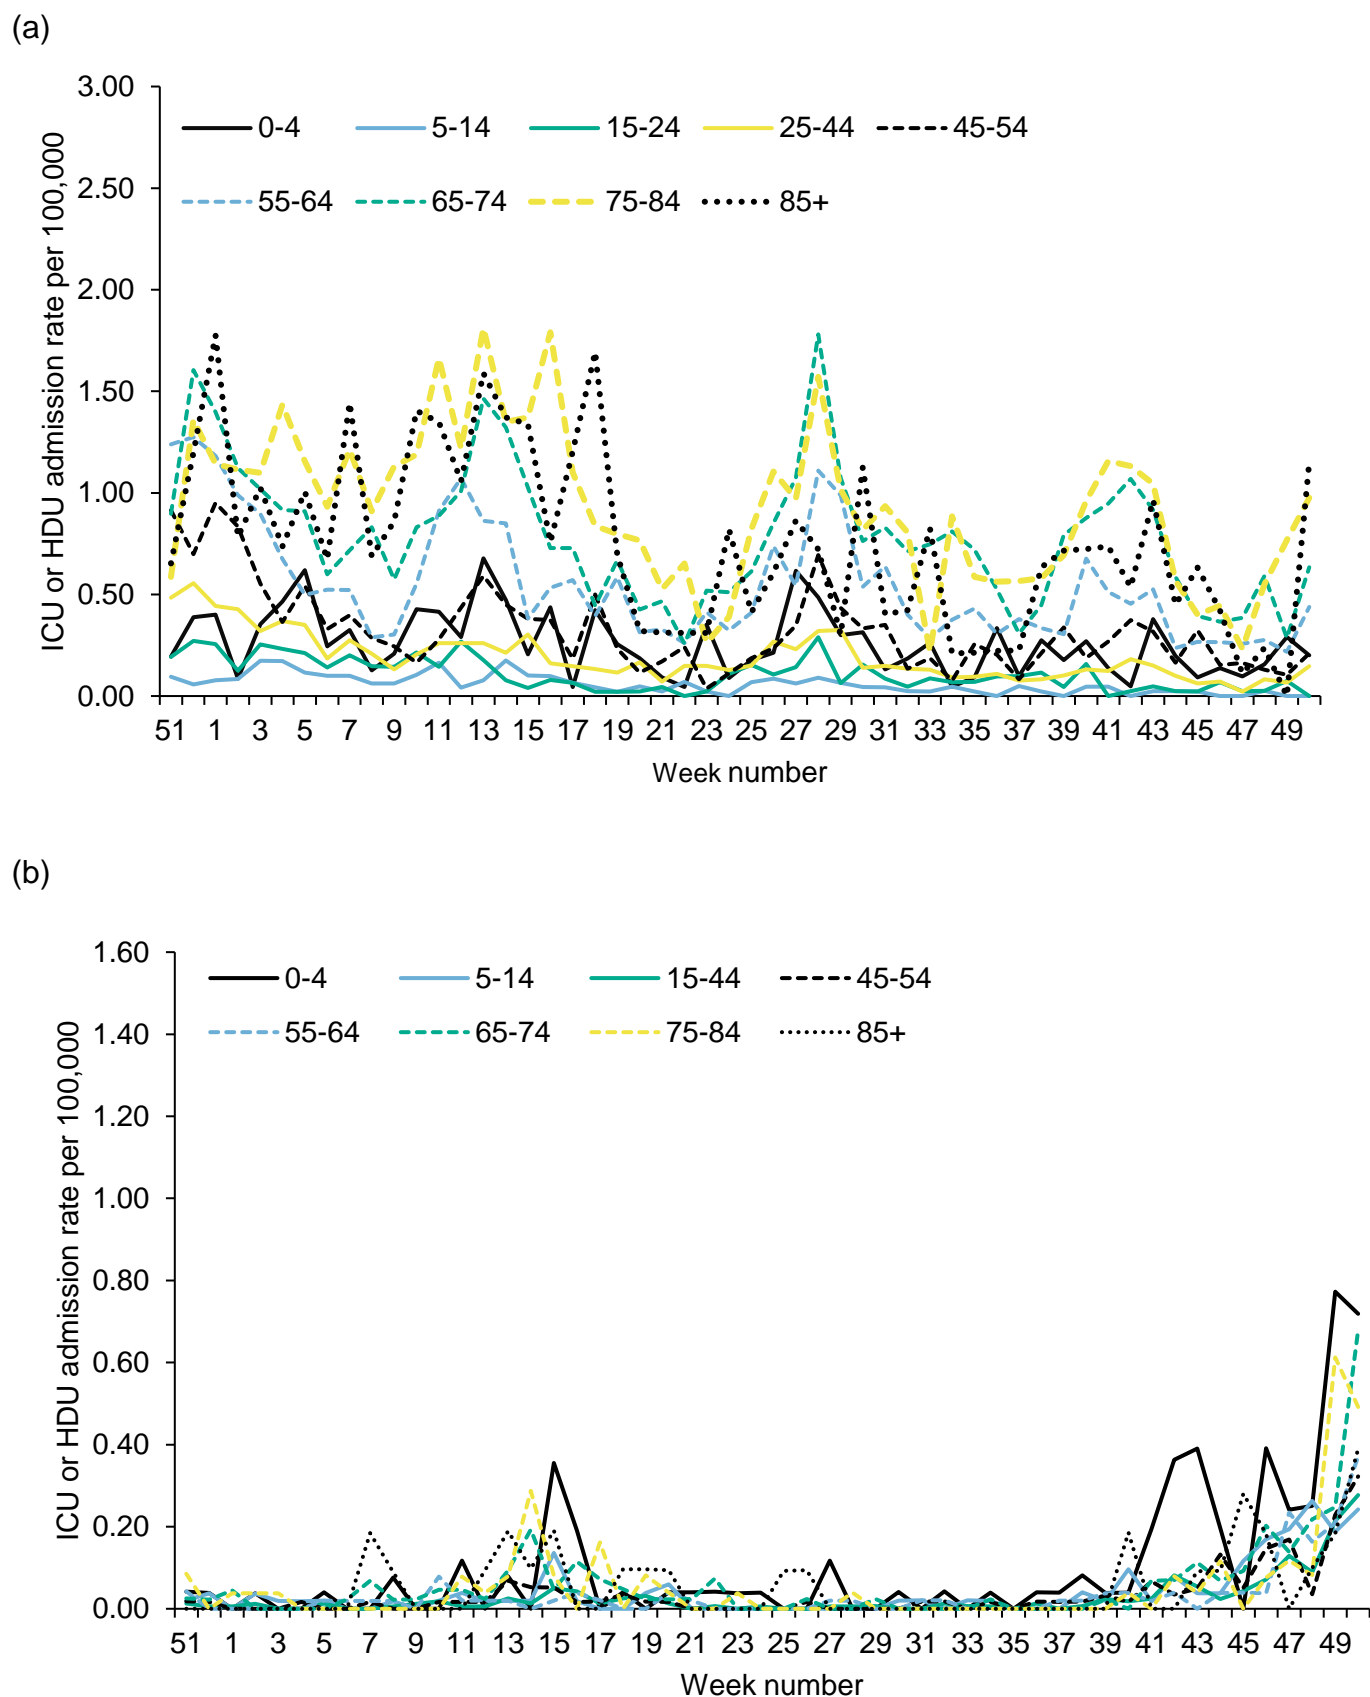 (a)
ICU or HDU admission rate per 100,000
3.00
2.50
2.00
1.50
1.00
0.50
0.00
0-4 5-14 15-24 25-44 45-54
55-64 65-74 75-84 85+
51 1 3 5 7 9 11 13 15 17 19 21 23 25 27 29 31 33 35 37 39 41 43 45 47 49
Week number
(b)
ICU or HDU admission rate per 100,000
1.60
1.40
1.20
1.00
0.80
0.60
0.40
0.20
0.00
0-4 5-14 15-44 45-54
55-64 65-74 75-84 85+
51 1 3 5 7 9 11 13 15 17 19 21 23 25 27 29 31 33 35 37 39 41 43 45 47 49
Week number